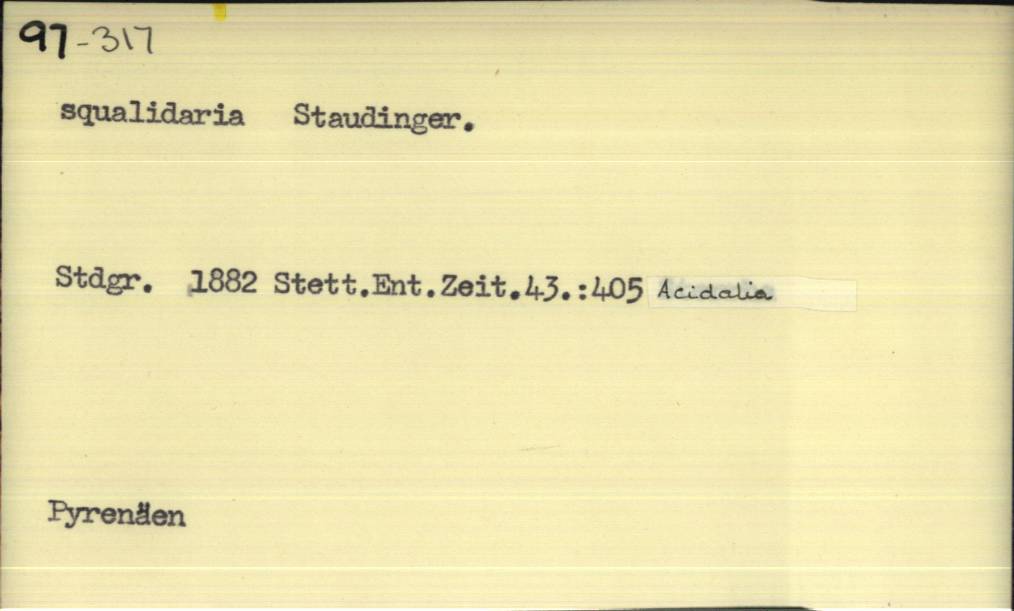 97-317
squalidaria Staudinger.
Stdgr. 1882 Stett.Ent.Zeit.43.:405 Acidalia
Pyrenäen